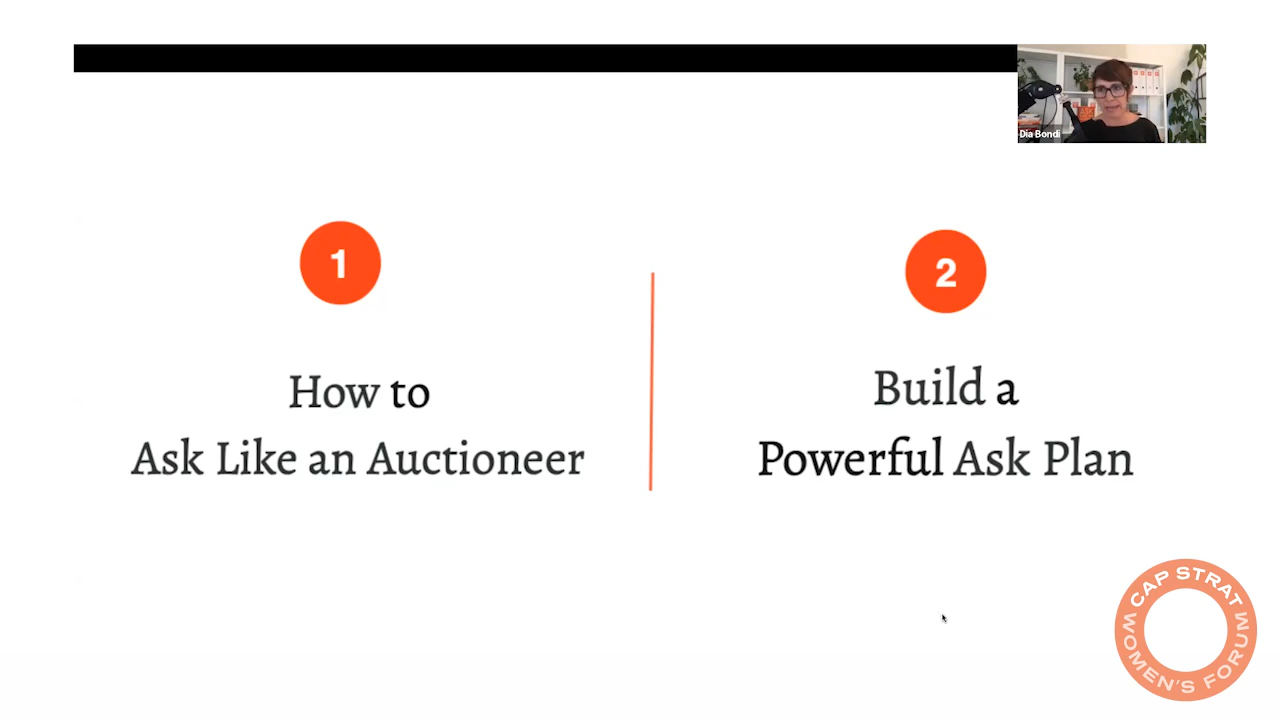 Dia Bondi
1
How to
Ask Like an Auctioneer
2
Build a
Powerful Ask Plan
CAP STRAT
WOMEN'S FORUM